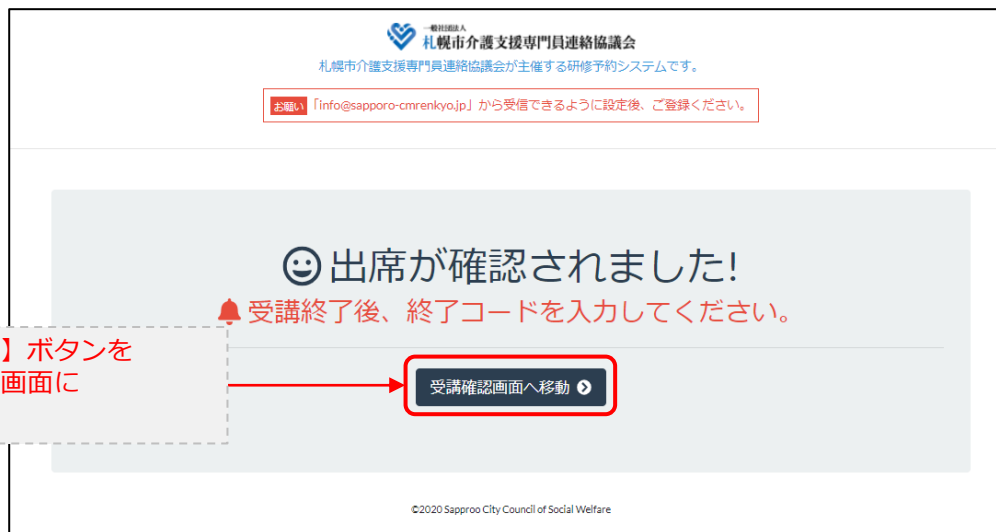 一般社団法人
札幌市介護支援専門員連絡協議会
札幌市介護支援専門員連絡協議会が主催する研修予約システムです。
お願い 「info@sapporo-cmrenkyo.jp」から受信できるように設定後、ご登録ください。
出席が確認されました!
受講終了後、終了コードを入力してください。
】ボタンを
画面に
受講確認画面へ移動
©2020 Sapproo City Council of Social Welfare